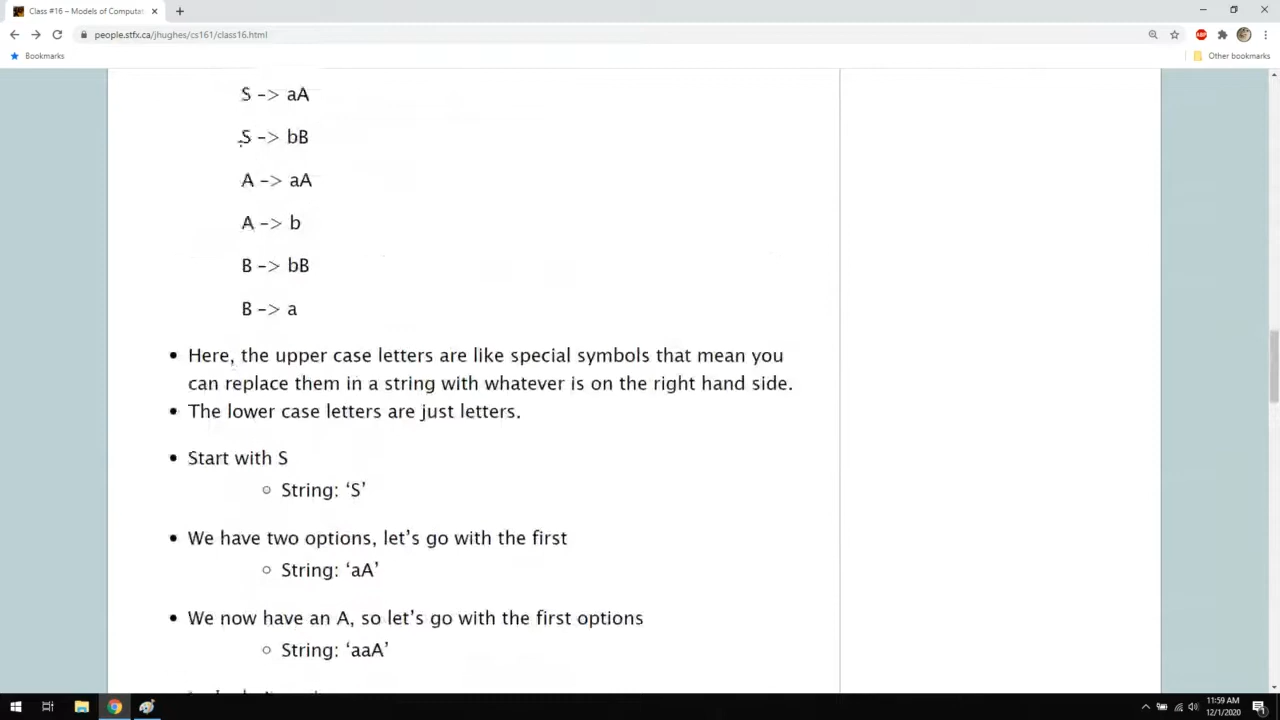 Class #16 – Models of Computat
people.stfx.ca/jhughes/cs161/class16.html
ABP
Bookmarks
Other bookmarks
S -> aA
S -> bB
A -> aA
A -> b
B -> bB
B -> a
Here, the upper case letters are like special symbols that mean you
can replace them in a string with whatever is on the right hand side.
The lower case letters are just letters.
Start with S
String: ‘S’
We have two options, let’s go with the first
String: ‘aA’
We now have an A, so let’s go with the first options
String: ‘aaA’
11:59 AM
12/1/2020